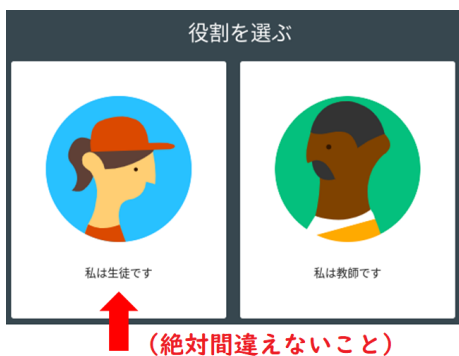 役割を選ぶ
私は生徒です
私は教師です
（絶対間違えないこと）